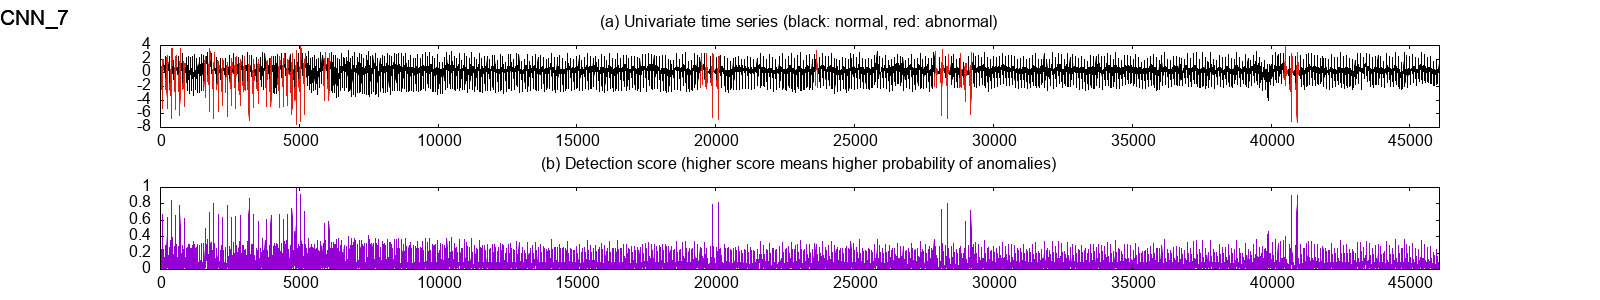 CNN_7
(a) Univariate time series (black: normal, red: abnormal)
4
2
0
-2
-4
-6
-8
0 5000 10000 15000 20000 25000 30000 35000 40000 45000
(b) Detection score (higher score means higher probability of anomalies)
1
0.8
0.6
0.4
0.2
0
0 5000 10000 15000 20000 25000 30000 35000 40000 45000